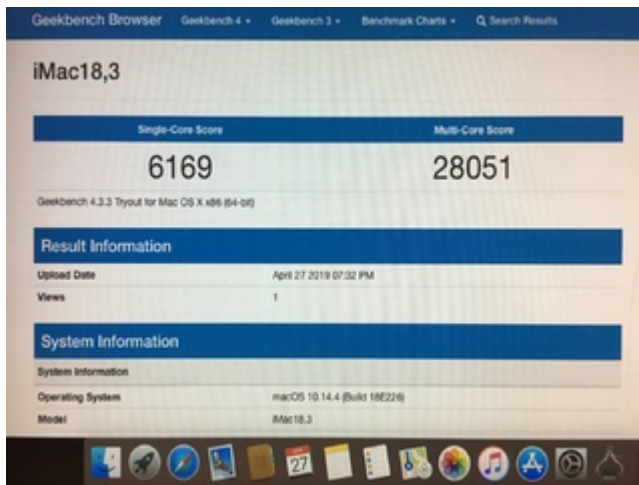 Geekbench Browser Geekbench 4 Geekbench 3 Benchmark Charts Search Results
iMac18,3
Single-Core Score Multi-Core Score
6169 28051
Geekbench 4.3.3 Tryout for Mac OS X x86 (64-bit)
Result Information
Upload Date April 27 2019 07:32 PM
Views 1
System Information
System Information
Operating System macOS 10.14.4 (Build 18E226)
Model iMac18,3
27